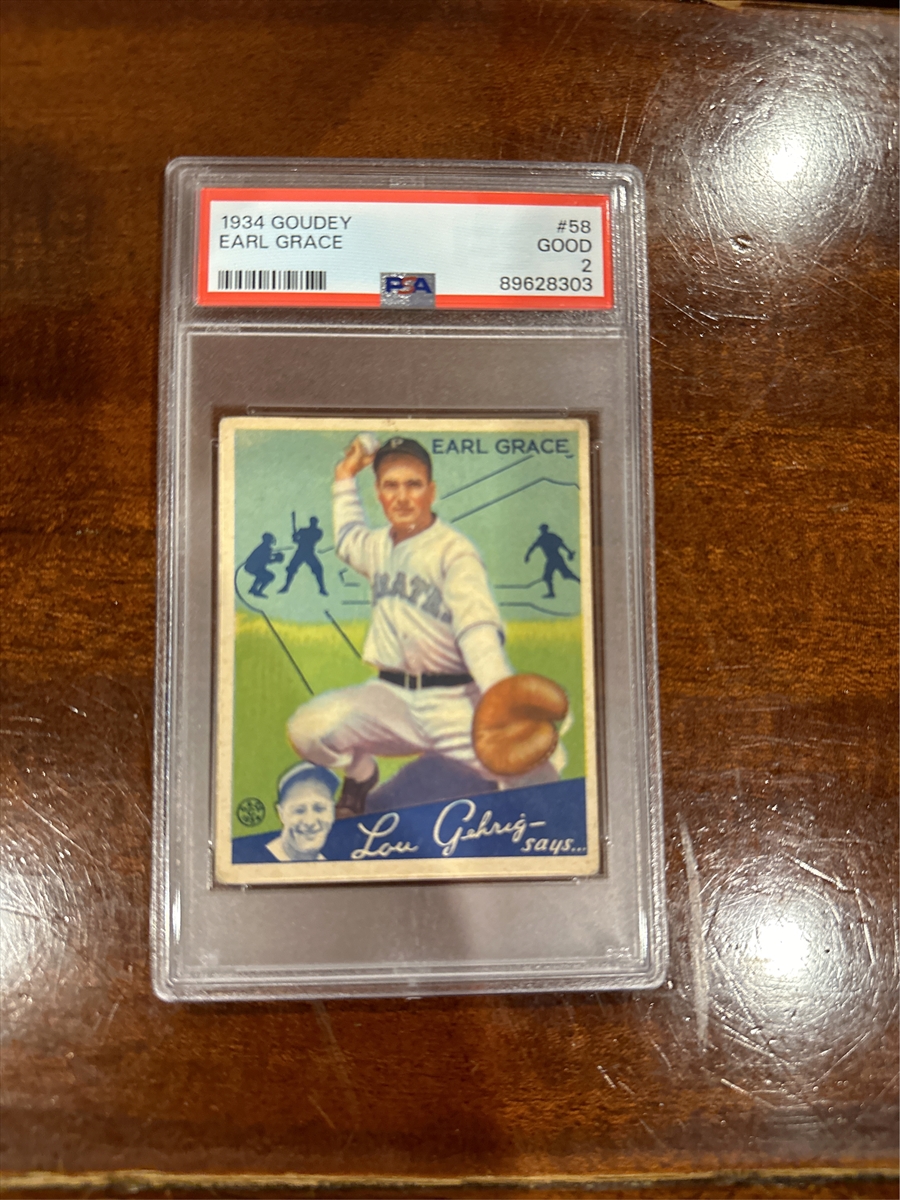 1934 GOUDEY #58
EARL GRACE GOOD
2
PSA 89628303
EARL GRACE
P
Lou Gehrig—
says...